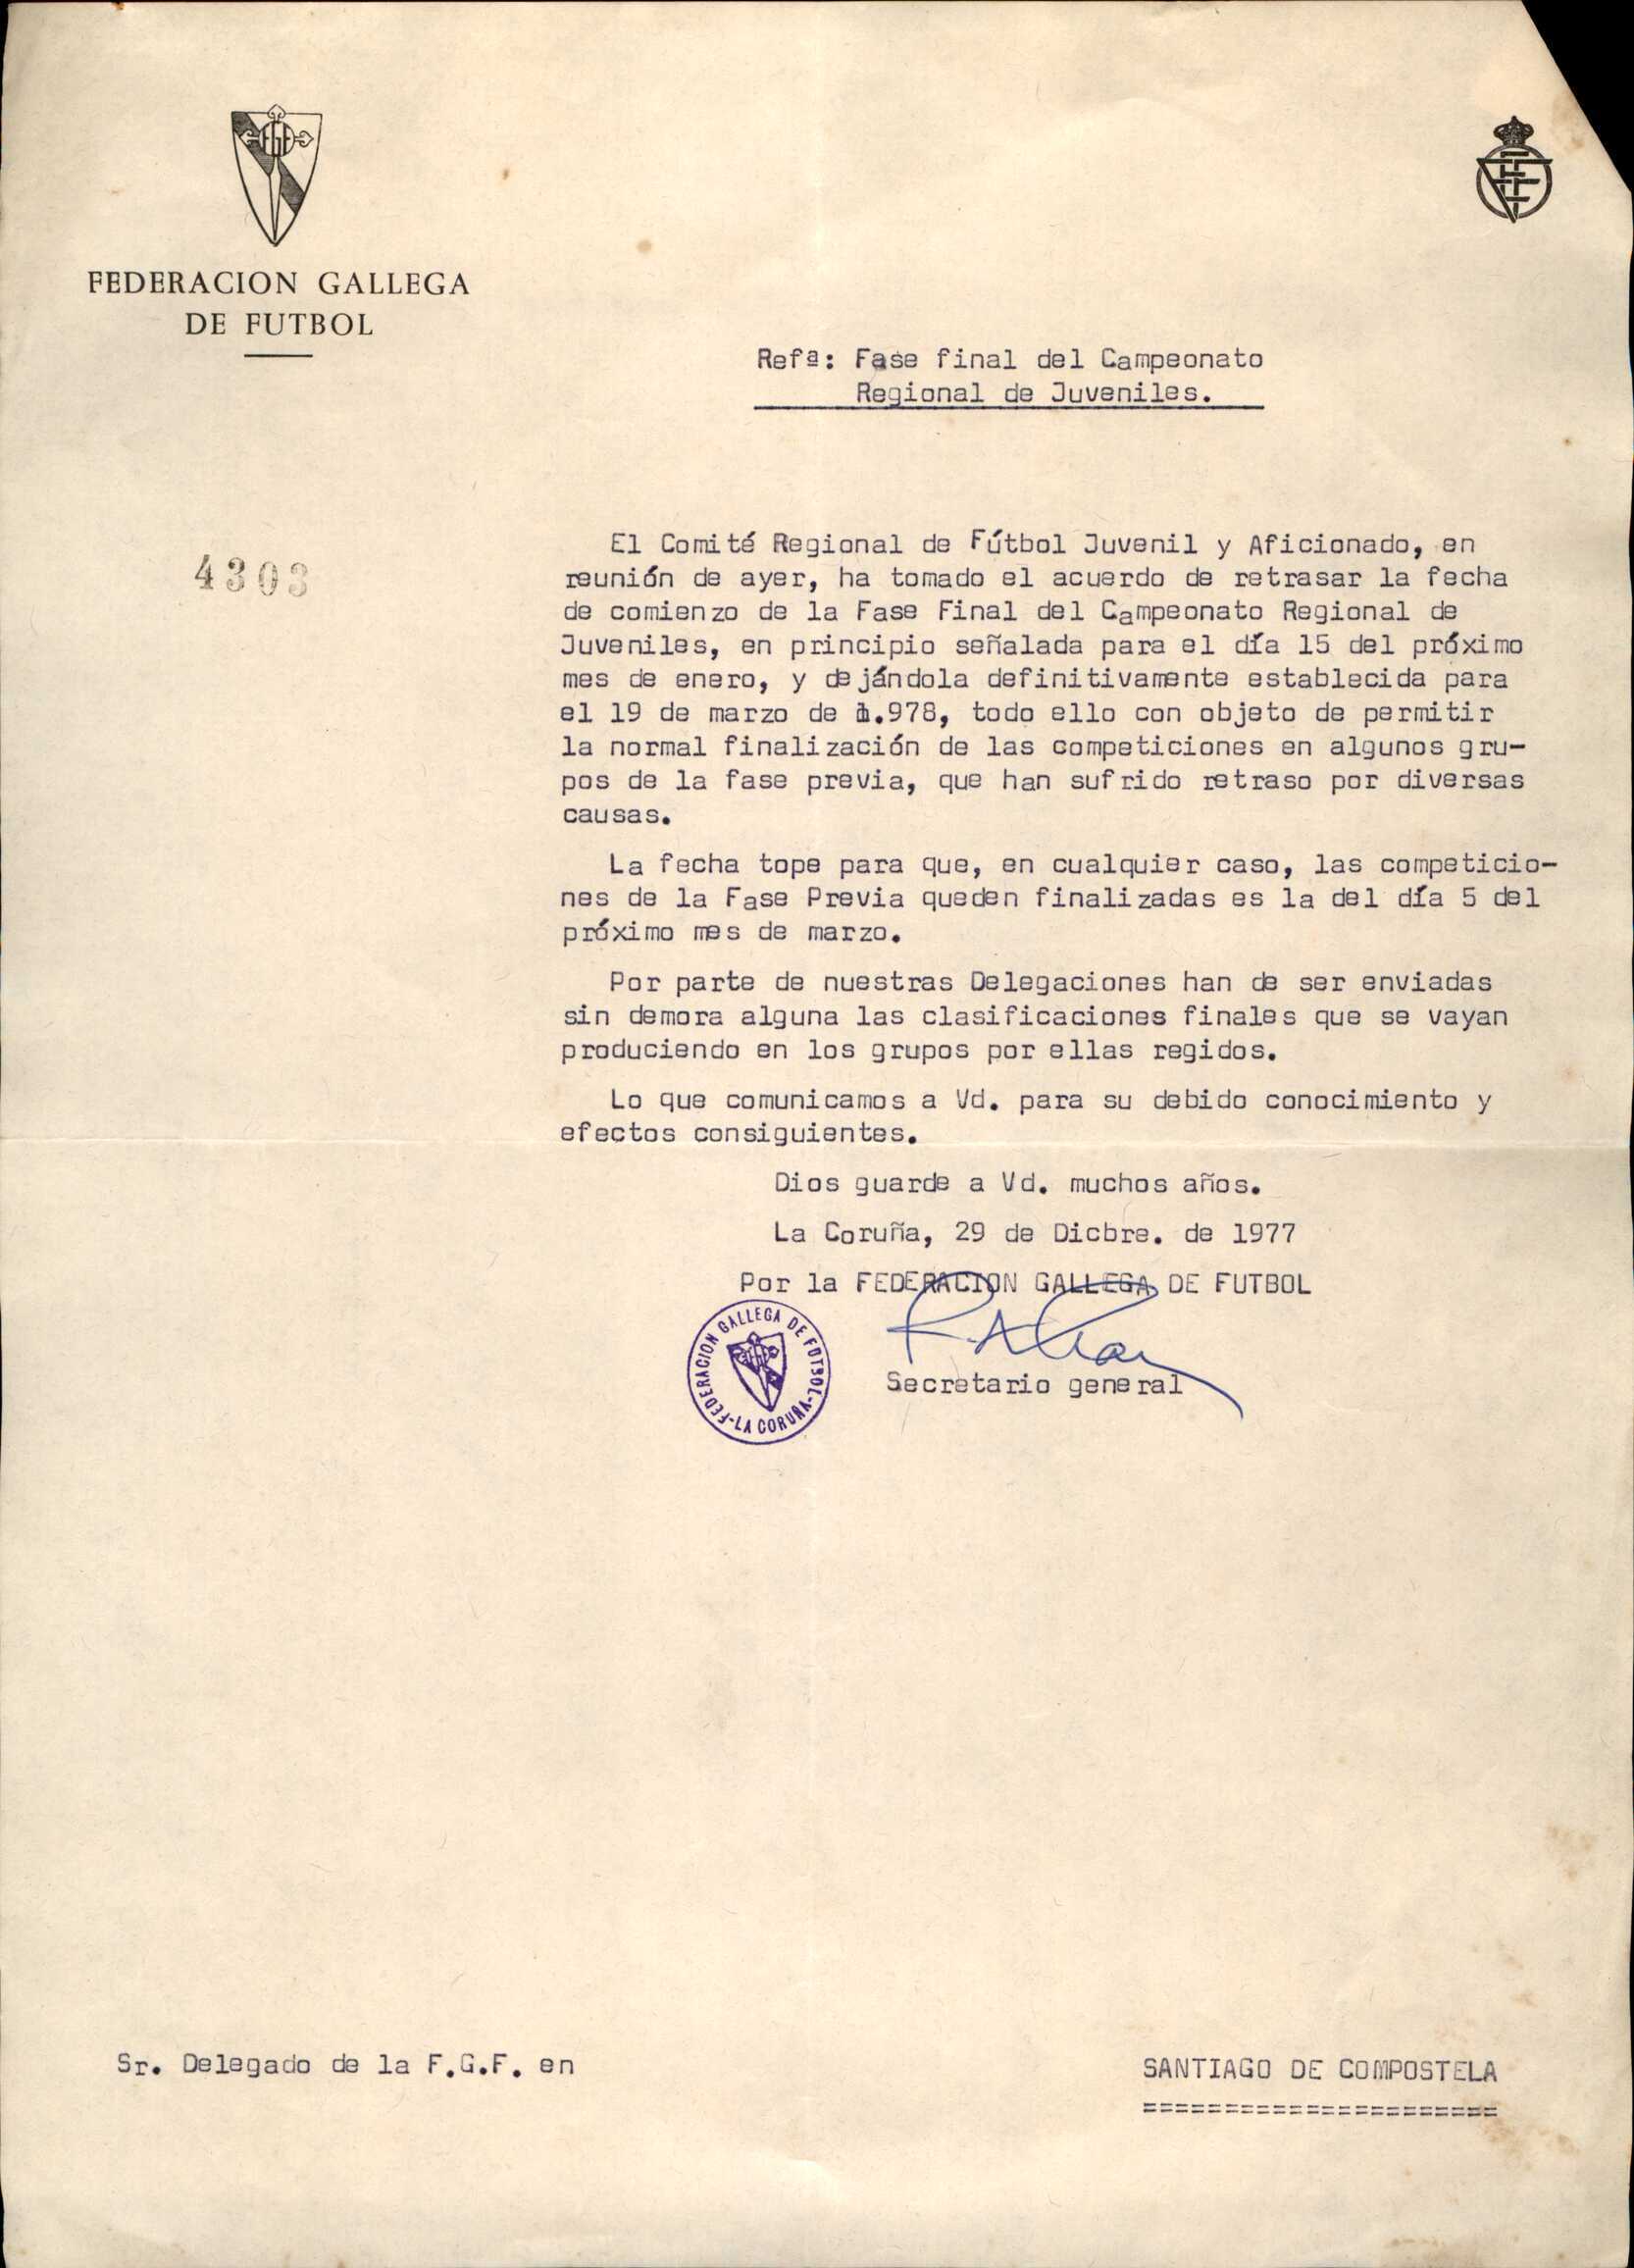 FEDERACION GALLEGA
DE FUTBOL
Refª: Fase final del Campeonato
Regional de Juveniles.
4303
El Comité Regional de Fútbol Juvenil y Aficionado, en
reunión de ayer, ha tomado el acuerdo de retrasar la fecha
de comienzo de la Fase Final del Campeonato Regional de
Juveniles, en principio señalada para el día 15 del próximo
mes de enero, y dejándola definitivamente establecida para
el 19 de marzo de 1.978, todo ello con objeto de permitir
la normal finalización de las competiciones en algunos gru-
pos de la fase previa, que han sufrido retraso por diversas
causas.
La fecha tope para que, en cualquier caso, las competicio-
nes de la Fase Previa queden finalizadas es la del día 5 del
próximo mes de marzo.
Por parte de nuestras Delegaciones han de ser enviadas
sin demora alguna las clasificaciones finales que se vayan
produciendo en los grupos por ellas regidos.
Lo que comunicamos a Vd. para su debido conocimiento y
efectos consiguientes.
Dios guarde a Vd. muchos años.
La Coruña, 29 de Dicbre. de 1977
Por la FEDERACION GALLEGA DE FUTBOL
FEDERACION GALLEGA DE FUTBOL-LA CORUÑA-
Secretario general
Sr. Delegado de la F.G.F. en
SANTIAGO DE COMPOSTELA